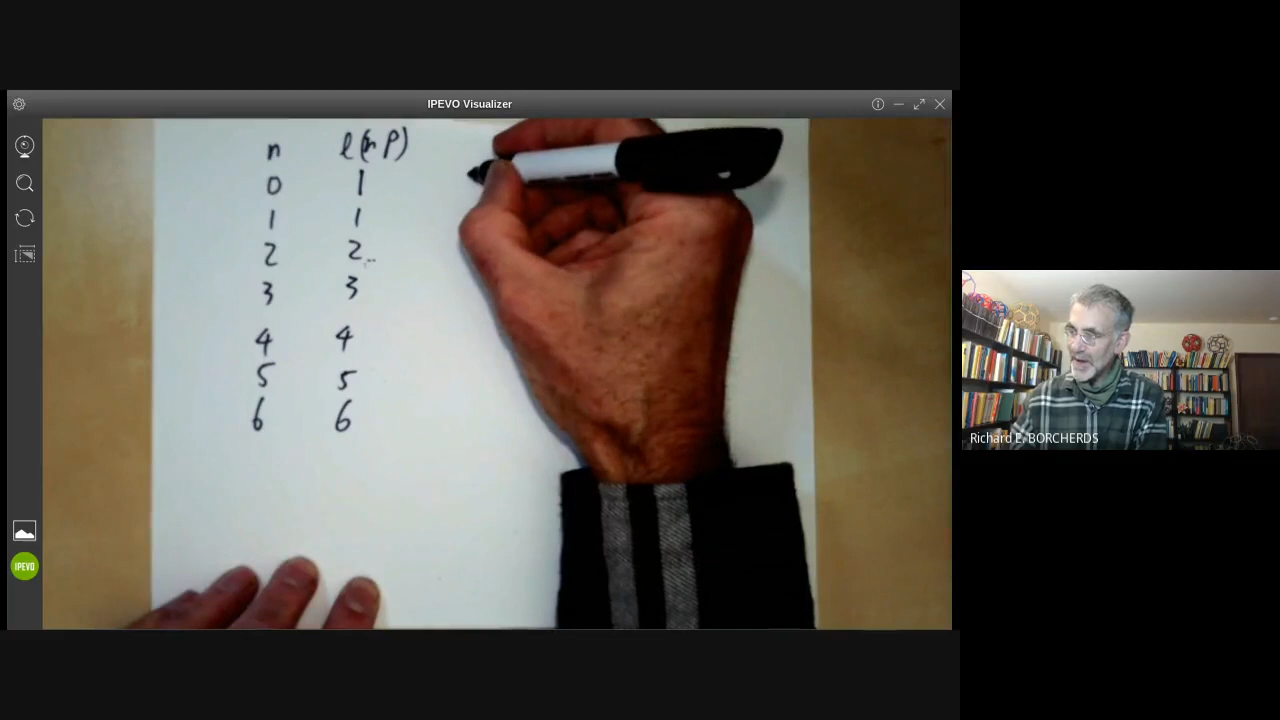 IPEVO Visualizer
n l(nP)
0 1
1 1
2 2
3 3
4 4
5 5
6 6
IPEVO
Richard E. BORCHERDS